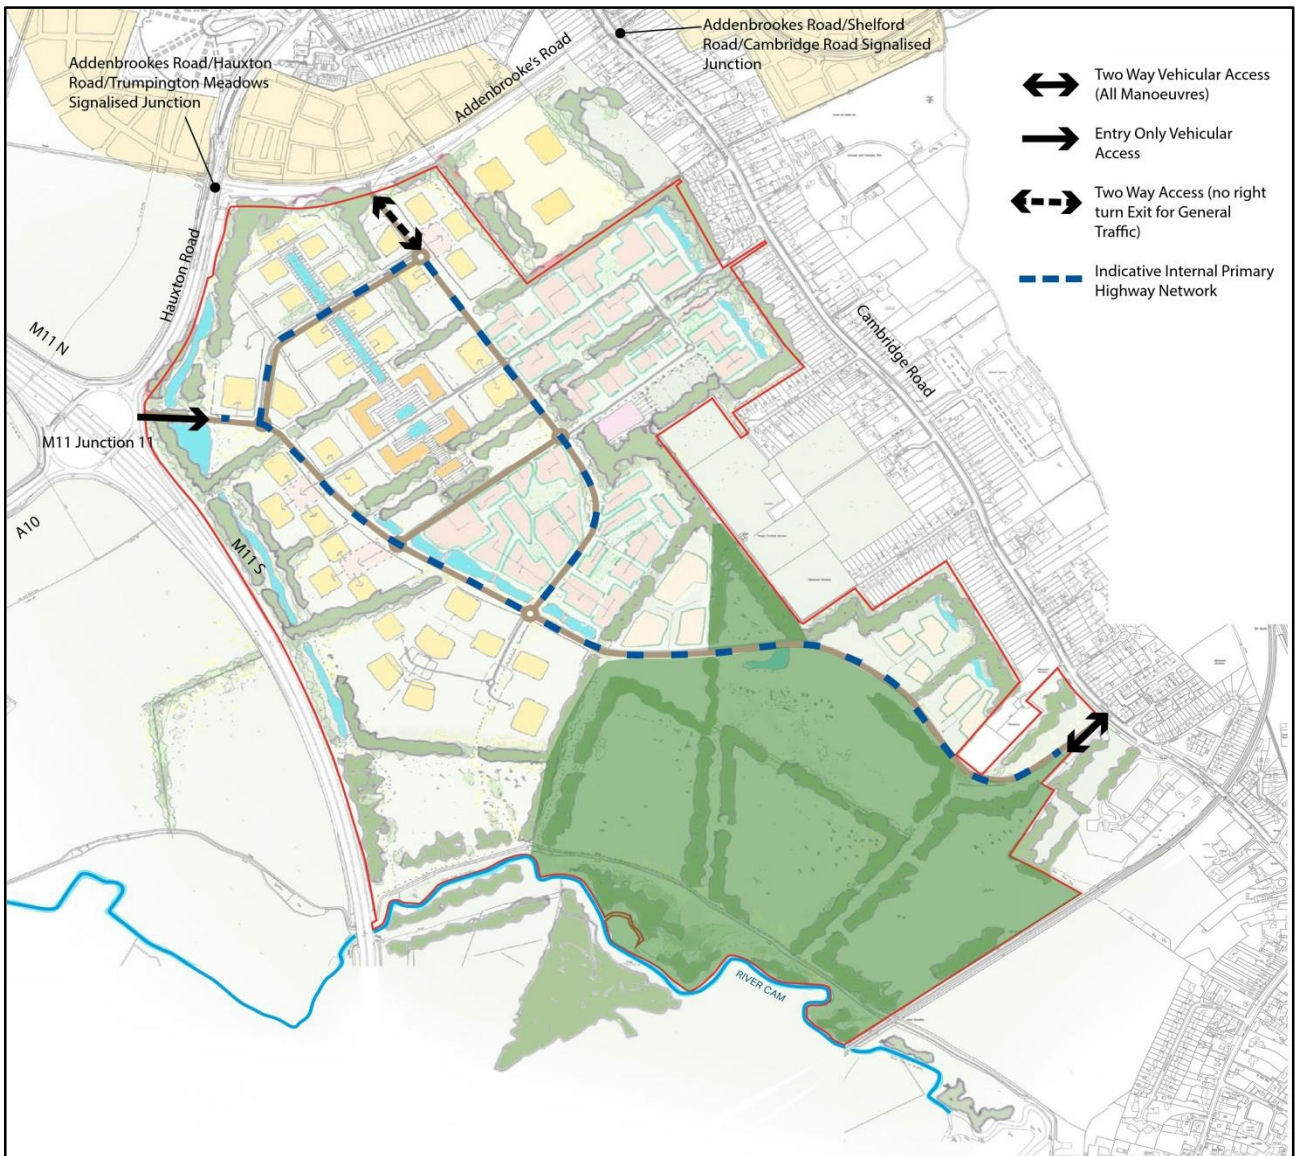 Addenbrookes Road/Shelford
Road/Cambridge Road Signalised
Junction
Addenbrookes Road/Hauxton
Road/Trumpington Meadows
Signalised Junction
Addenbrooke's Road
Two Way Vehicular Access
(All Manoeuvres)
Entry Only Vehicular
Access
Two Way Access (no right
turn Exit for General
Traffic)
Indicative Internal Primary
Highway Network
Hauxton Road
M11 N
Cambridge Road
M11 Junction 11
A10
M11 S
RIVER CAM